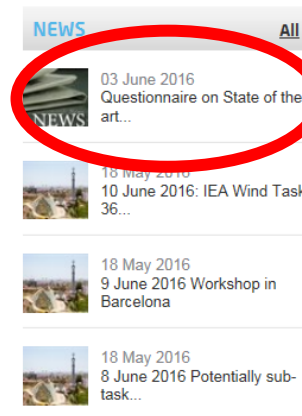 NEWS All
03 June 2016
Questionnaire on State of the
art...
NEWS
18 May 2016
10 June 2016: IEA Wind Task
36...
18 May 2016
9 June 2016 Workshop in
Barcelona
18 May 2016
8 June 2016 Potentially sub-
task...